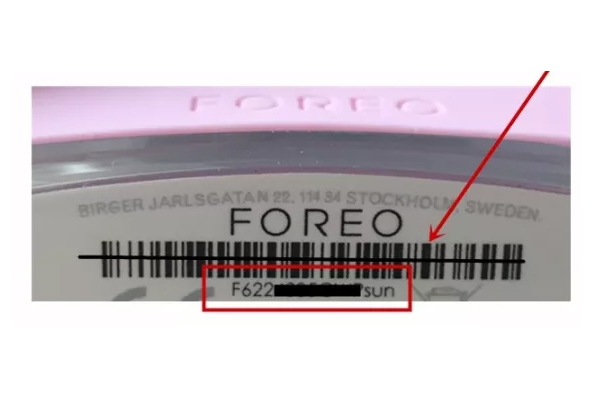 FOREO
BIRGER JARLSGATAN 22, 114 34 STOCKHOLM, SWEDEN.
FOREO
F622 sun